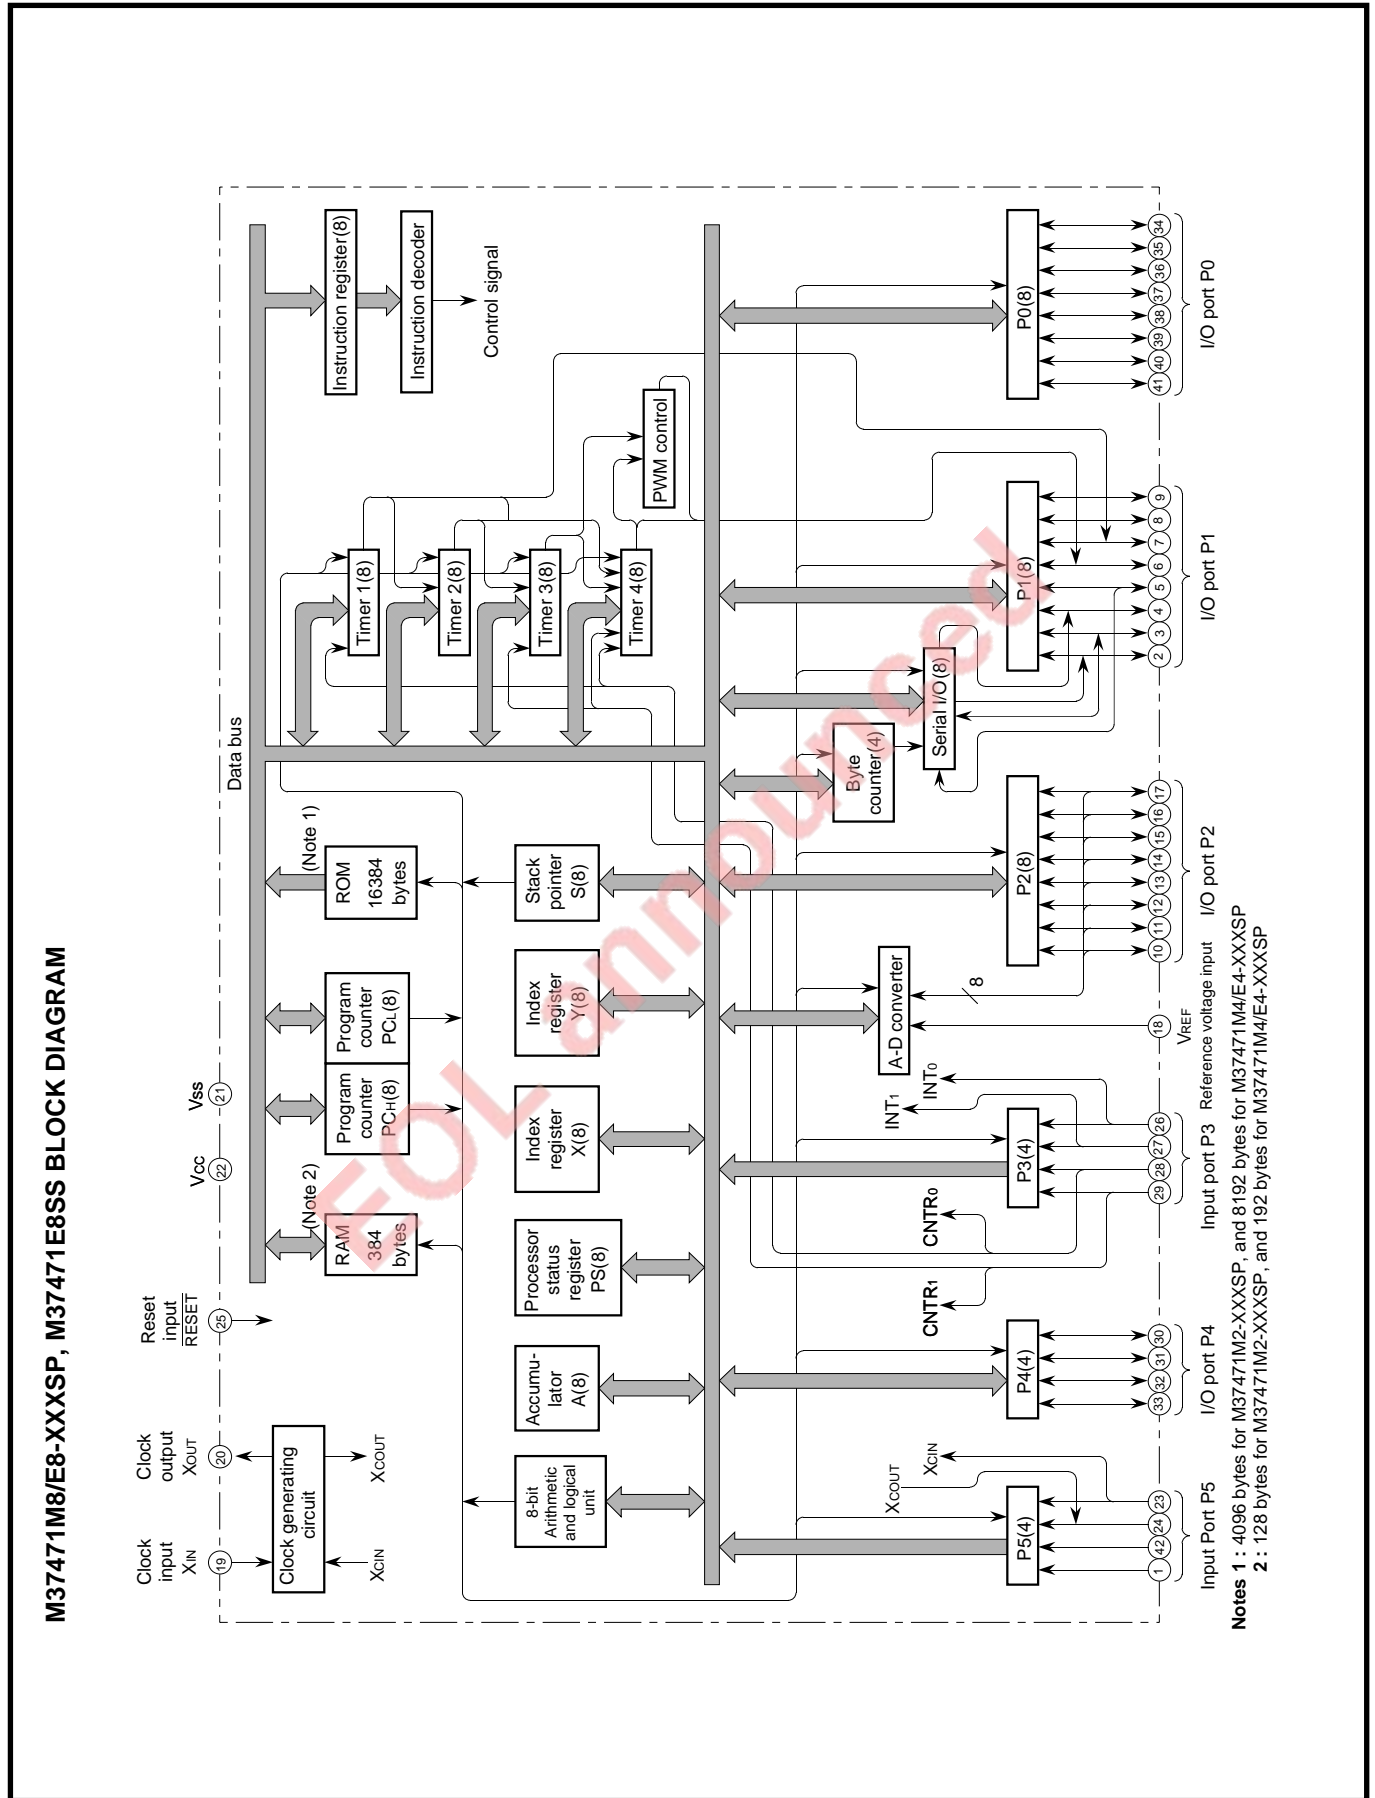 M37471M8/E8-XXXSP, M37471E8SS BLOCK DIAGRAM
Clock
input
XIN
Clock
output
XOUT
Reset
input
RESET
VCC
VSS
19
20
25
22
21
Data bus
Clock generating
circuit
XCIN
XCOUT
RAM
384
bytes
(Note 2)
Program
counter
PCH(8)
Program
counter
PCL(8)
ROM
16384
bytes
(Note 1)
Instruction register(8)
Instruction decoder
Control signal
8-bit
Arithmetic
and logical
unit
Accumu-
lator
A(8)
Processor
status
register
PS(8)
Index
register
X(8)
Index
register
Y(8)
Stack
pointer
S(8)
Timer 1(8)
Timer 2(8)
Timer 3(8)
Timer 4(8)
PWM control
Byte
counter(4)
Serial I/O(8)
A-D converter
8
XCOUT
XCIN
CNTR1
CNTR0
INT1
INT0
P5(4)
P4(4)
P3(4)
P2(8)
P1(8)
P0(8)
1 42 24 23
33 32 31 30
29 28 27 26
18
10 11 12 13 14 15 16 17
2 3 4 5 6 7 8 9
41 40 39 38 37 36 35 34
VREF
Input Port P5
I/O port P4
Input port P3
Reference voltage input
I/O port P2
I/O port P1
I/O port P0
Notes 1 : 4096 bytes for M37471M2-XXXSP, and 8192 bytes for M37471M4/E4-XXXSP
2 : 128 bytes for M37471M2-XXXSP, and 192 bytes for M37471M4/E4-XXXSP
EOL announced